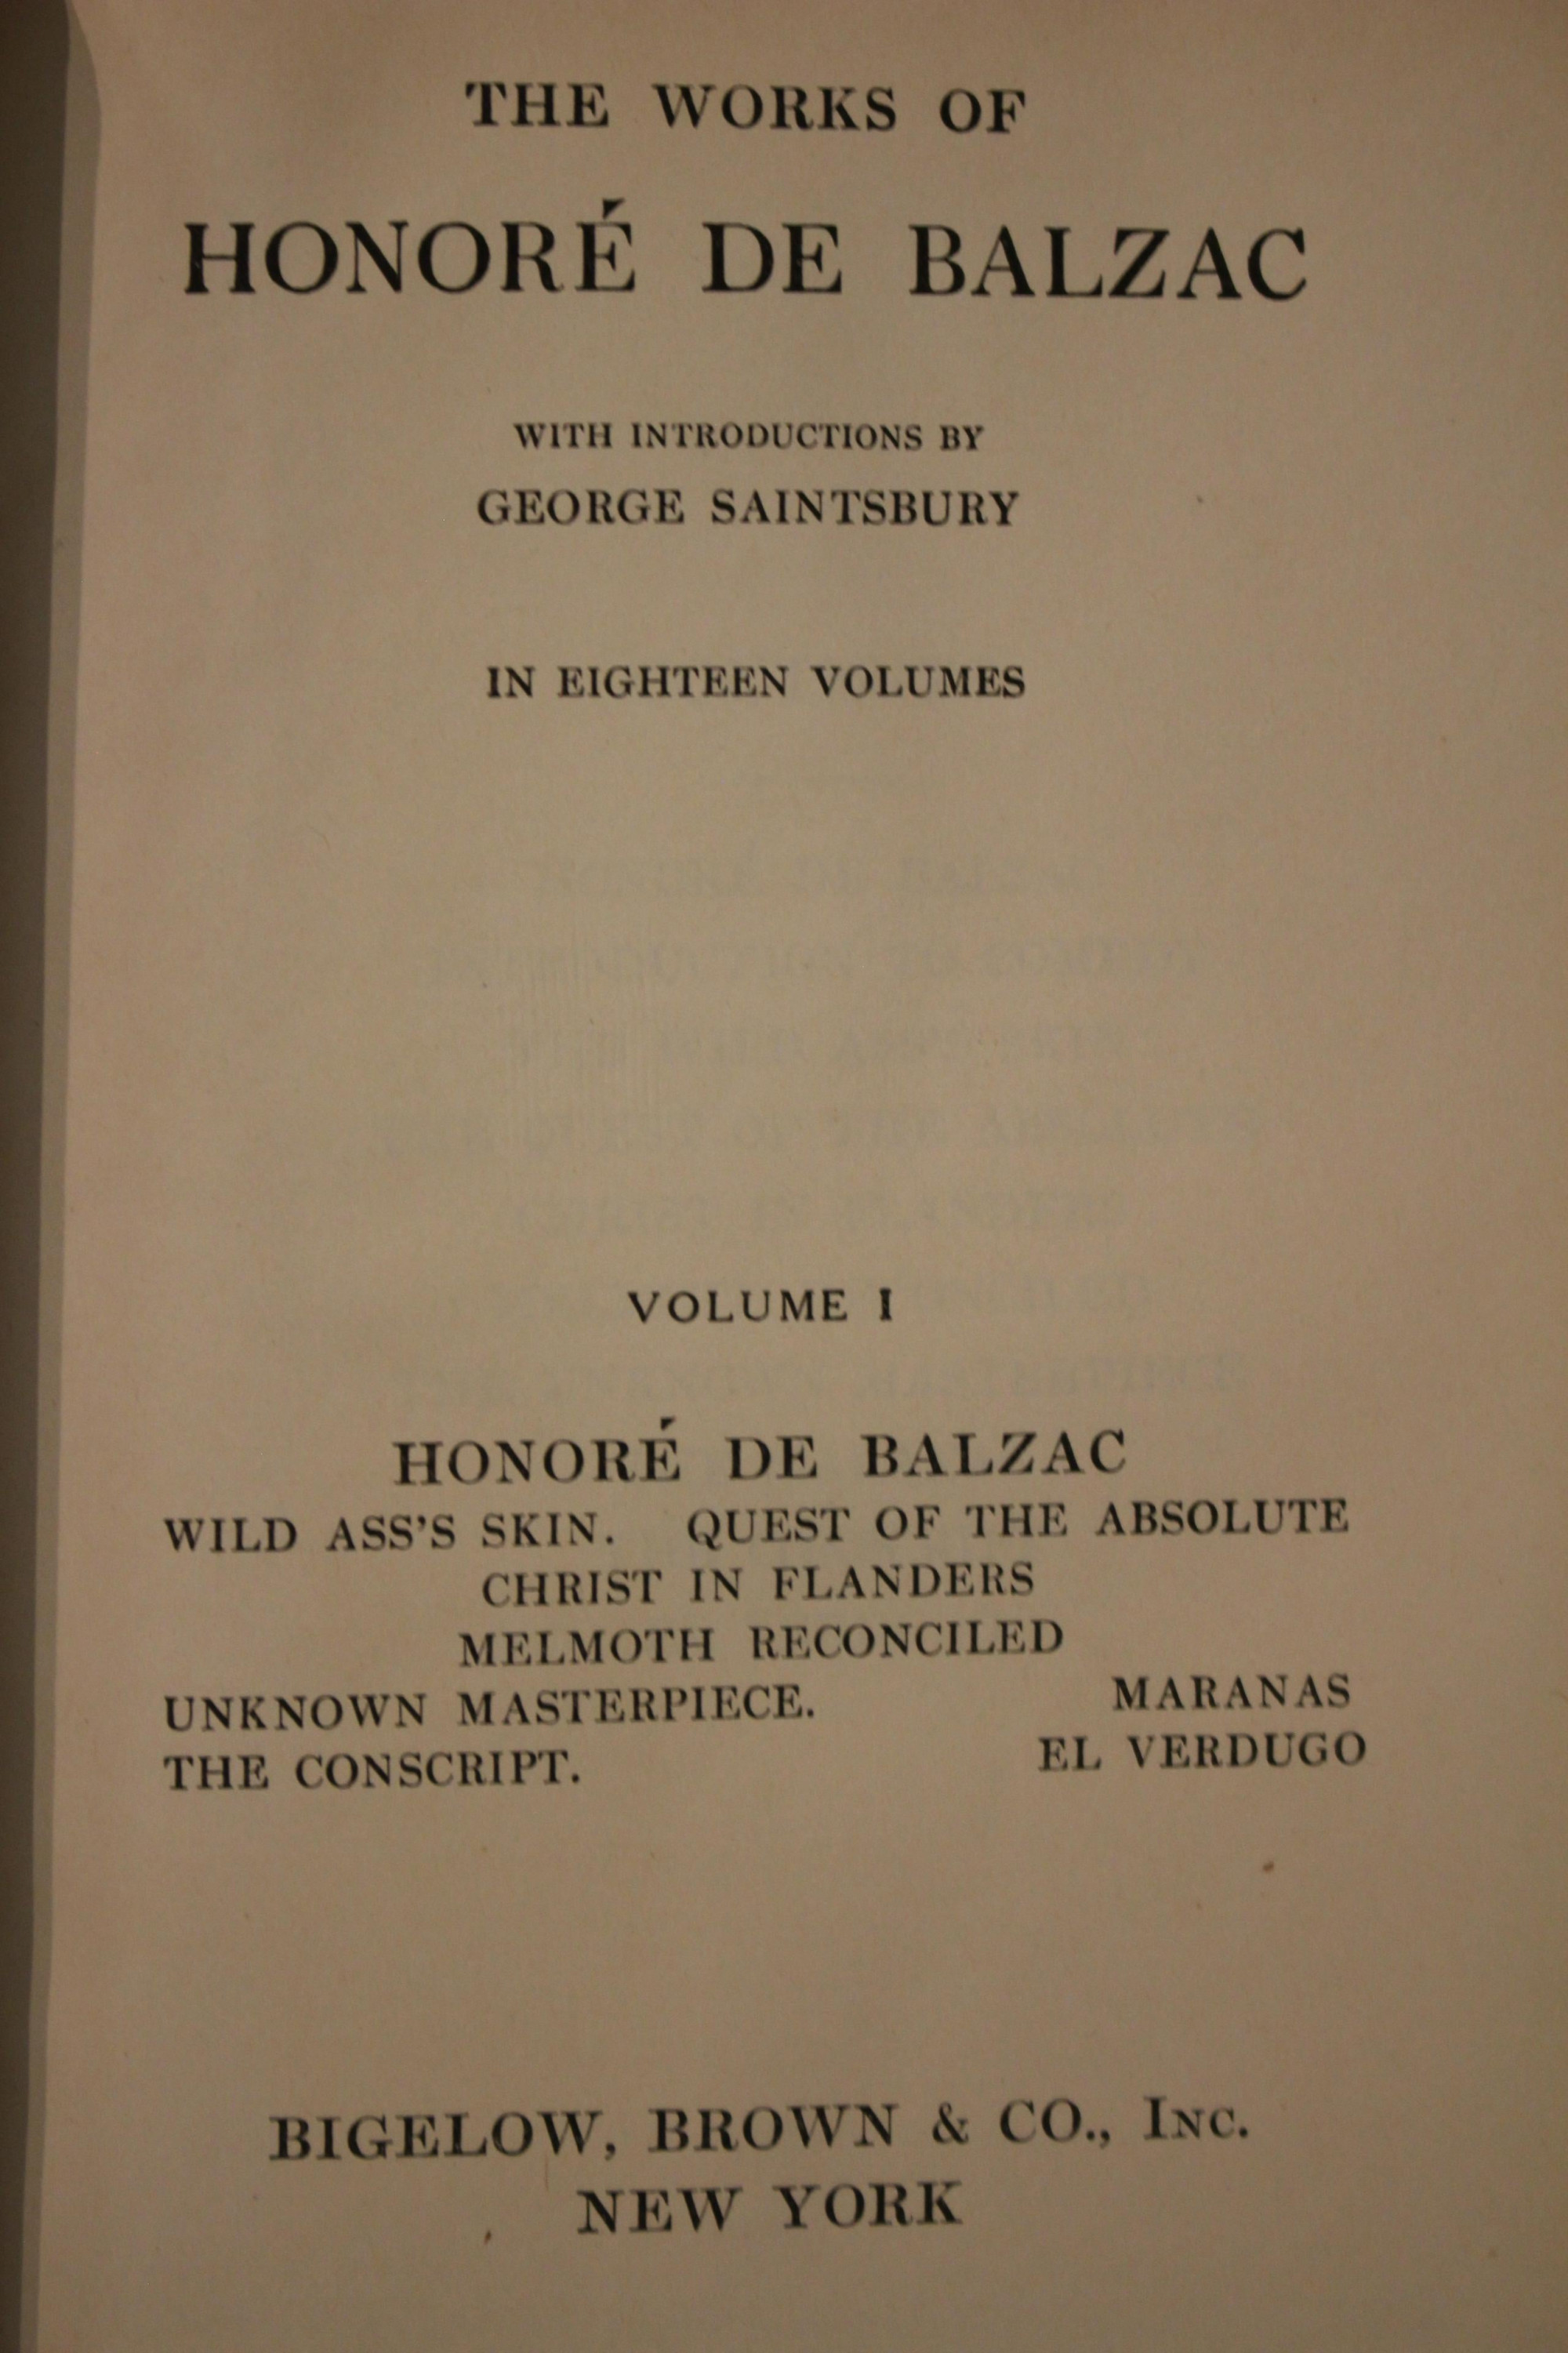 THE WORKS OF
HONORÉ DE BALZAC
WITH INTRODUCTIONS BY
GEORGE SAINTSBURY
IN EIGHTEEN VOLUMES
VOLUME I
HONORÉ DE BALZAC
WILD ASS'S SKIN. QUEST OF THE ABSOLUTE
CHRIST IN FLANDERS
MELMOTH RECONCILED
UNKNOWN MASTERPIECE. MARANAS
THE CONSCRIPT. EL VERDUGO
BIGELOW, BROWN & CO., INC.
NEW YORK